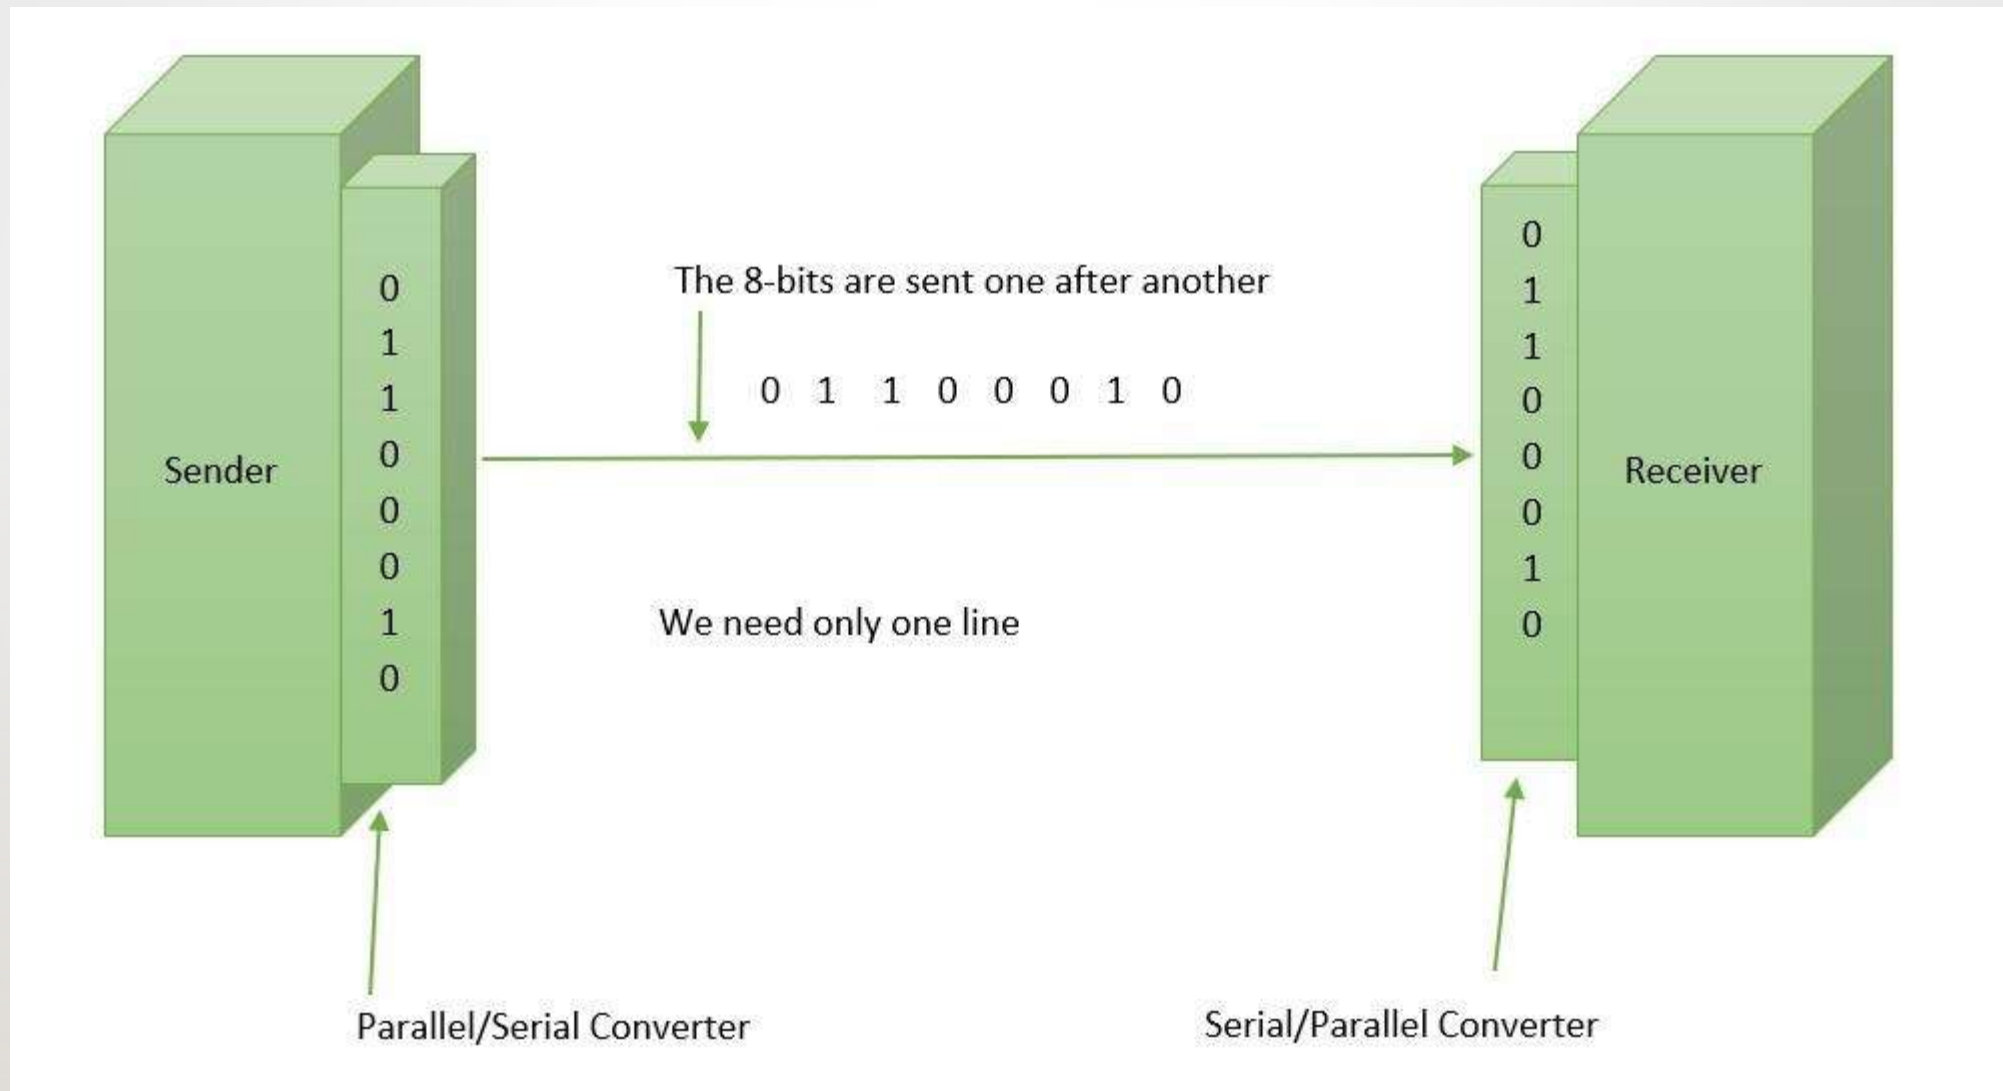 The 8-bits are sent one after another
0 1 1 0 0 0 1 0
Sender
0
1
1
0
0
0
1
0
We need only one line
0
1
1
0
0
0
1
0
Receiver
Parallel/Serial Converter
Serial/Parallel Converter